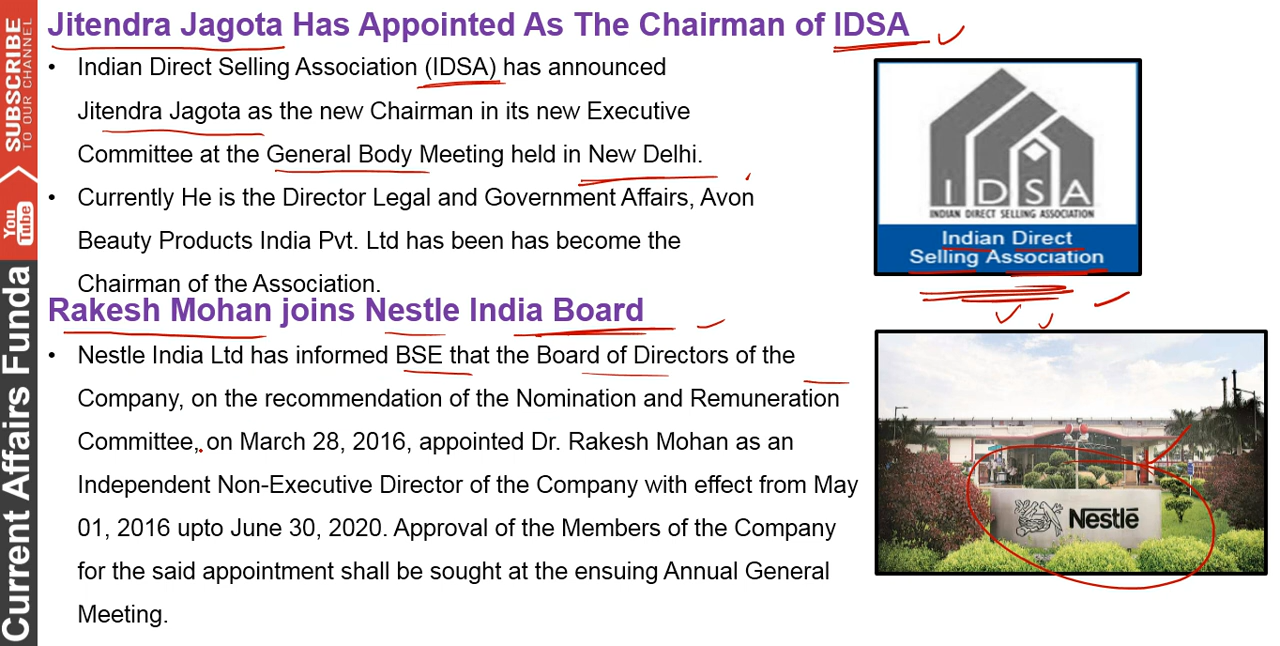 Jitendra Jagota Has Appointed As The Chairman of IDSA
• Indian Direct Selling Association (IDSA) has announced
Jitendra Jagota as the new Chairman in its new Executive
Committee at the General Body Meeting held in New Delhi.
• Currently He is the Director Legal and Government Affairs, Avon
Beauty Products India Pvt. Ltd has been has become the
Chairman of the Association.
IDSA
INDIAN DIRECT SELLING ASSOCIATION
Indian Direct
Selling Association
Rakesh Mohan joins Nestle India Board
• Nestle India Ltd has informed BSE that the Board of Directors of the
Company, on the recommendation of the Nomination and Remuneration
Committee, on March 28, 2016, appointed Dr. Rakesh Mohan as an
Independent Non-Executive Director of the Company with effect from May
01, 2016 upto June 30, 2020. Approval of the Members of the Company
for the said appointment shall be sought at the ensuing Annual General
Meeting.
Nestlé
SUBSCRIBE
TO OUR CHANNEL
You
Tube
Current Affairs Funda